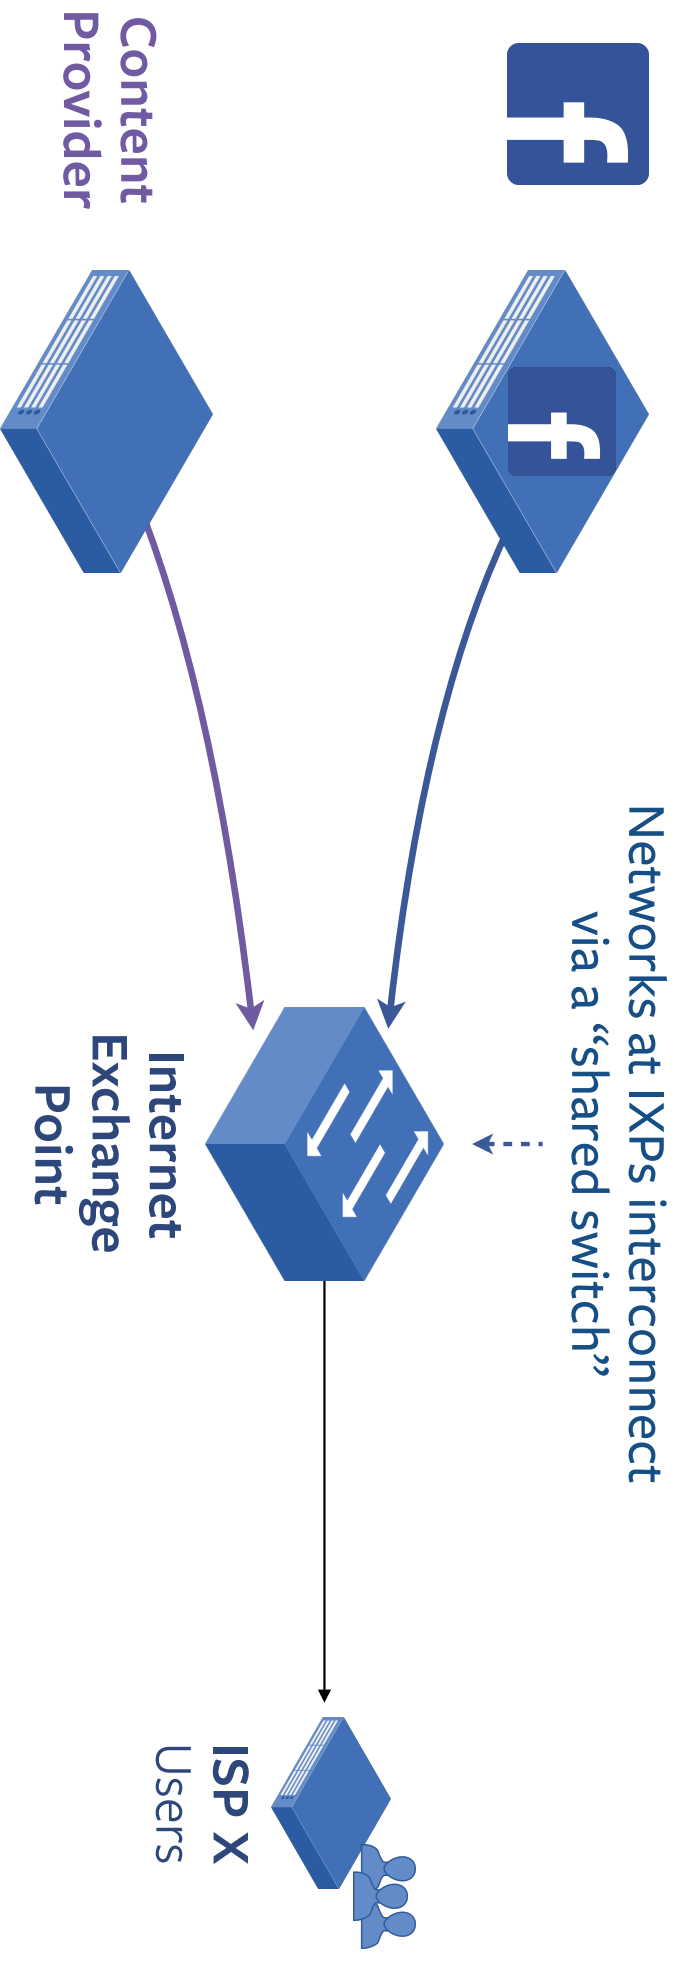 Networks at IXPs interconnect
via a “shared switch”
Content
Provider
Internet
Exchange
Point
ISP X
Users